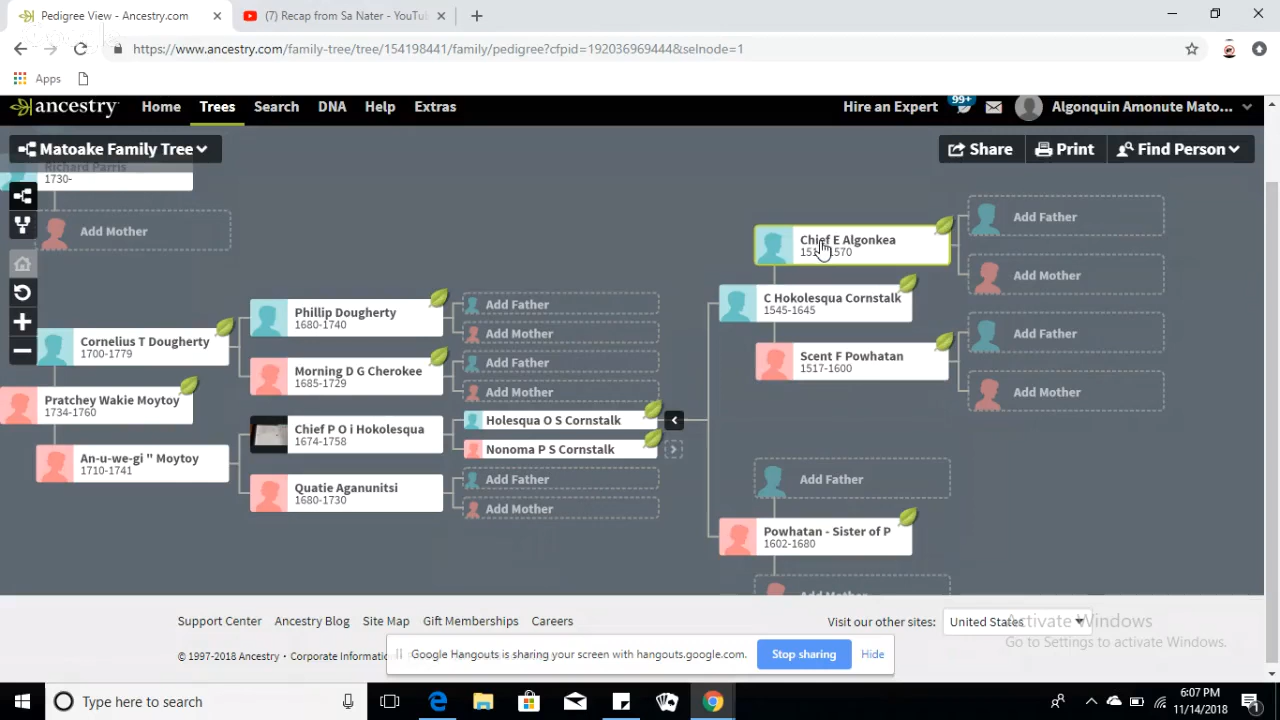 Pedigree View - Ancestry.com
(7) Recap from Sa Nater - YouTu
https://www.ancestry.com/family-tree/tree/154198441/family/pedigree?cfpid=192036969444&selnode=1
Apps
ancestry
Home
Trees
Search
DNA
Help
Extras
Hire an Expert
99+
Algonquin Amonute Mato...
Matoake Family Tree
Share
Print
Find Person
Richard Parris
1730-
Add Mother
Cornelius T Dougherty
1700-1779
Pratchey Wakie Moytoy
1734-1760
An-u-we-gi " Moytoy
1710-1741
Phillip Dougherty
1680-1740
Morning D G Cherokee
1685-1729
Chief P O i Hokolesqua
1674-1758
Quatie Aganunitsi
1680-1730
Add Father
Add Mother
Add Father
Add Mother
Holesqua O S Cornstalk
Nonoma P S Cornstalk
Add Father
Add Mother
Chief E Algonkea
1570
C Hokolesqua Cornstalk
1545-1645
Scent F Powhatan
1517-1600
Add Father
Powhatan - Sister of P
1602-1680
Add Mother
Add Father
Add Mother
Add Father
Add Mother
Support Center
Ancestry Blog
Site Map
Gift Memberships
Careers
Visit our other sites:
United States
© 1997-2018 Ancestry • Corporate Informati
Google Hangouts is sharing your screen with hangouts.google.com.
Stop sharing
Hide
Activate Windows
Go to Settings to activate Windows.
Type here to search
6:07 PM
11/14/2018
1